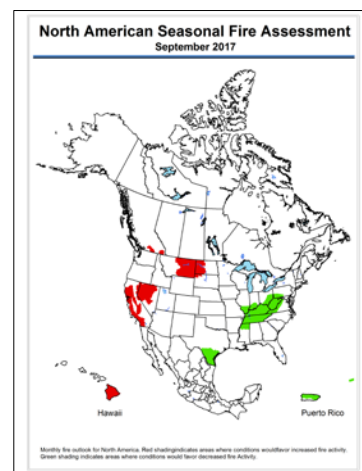 North American Seasonal Fire Assessment
September 2017
Hawaii
Puerto Rico
Monthly fire outlook for North America. Red shadingindicates areas where conditions wouldflavor increased fire activity.
Green shading indicates areas where conditions would favor decreased fire Activity.